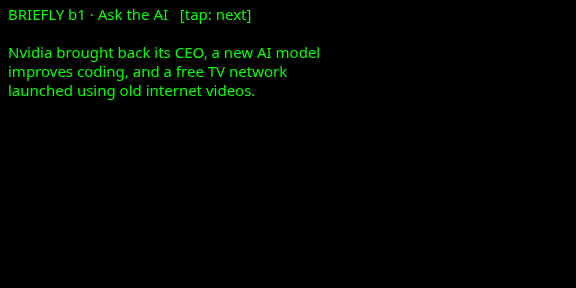 BRIEFLY b1 · Ask the AI   [tap: next]
Nvidia brought back its CEO, a new AI model
improves coding, and a free TV network
launched using old internet videos.